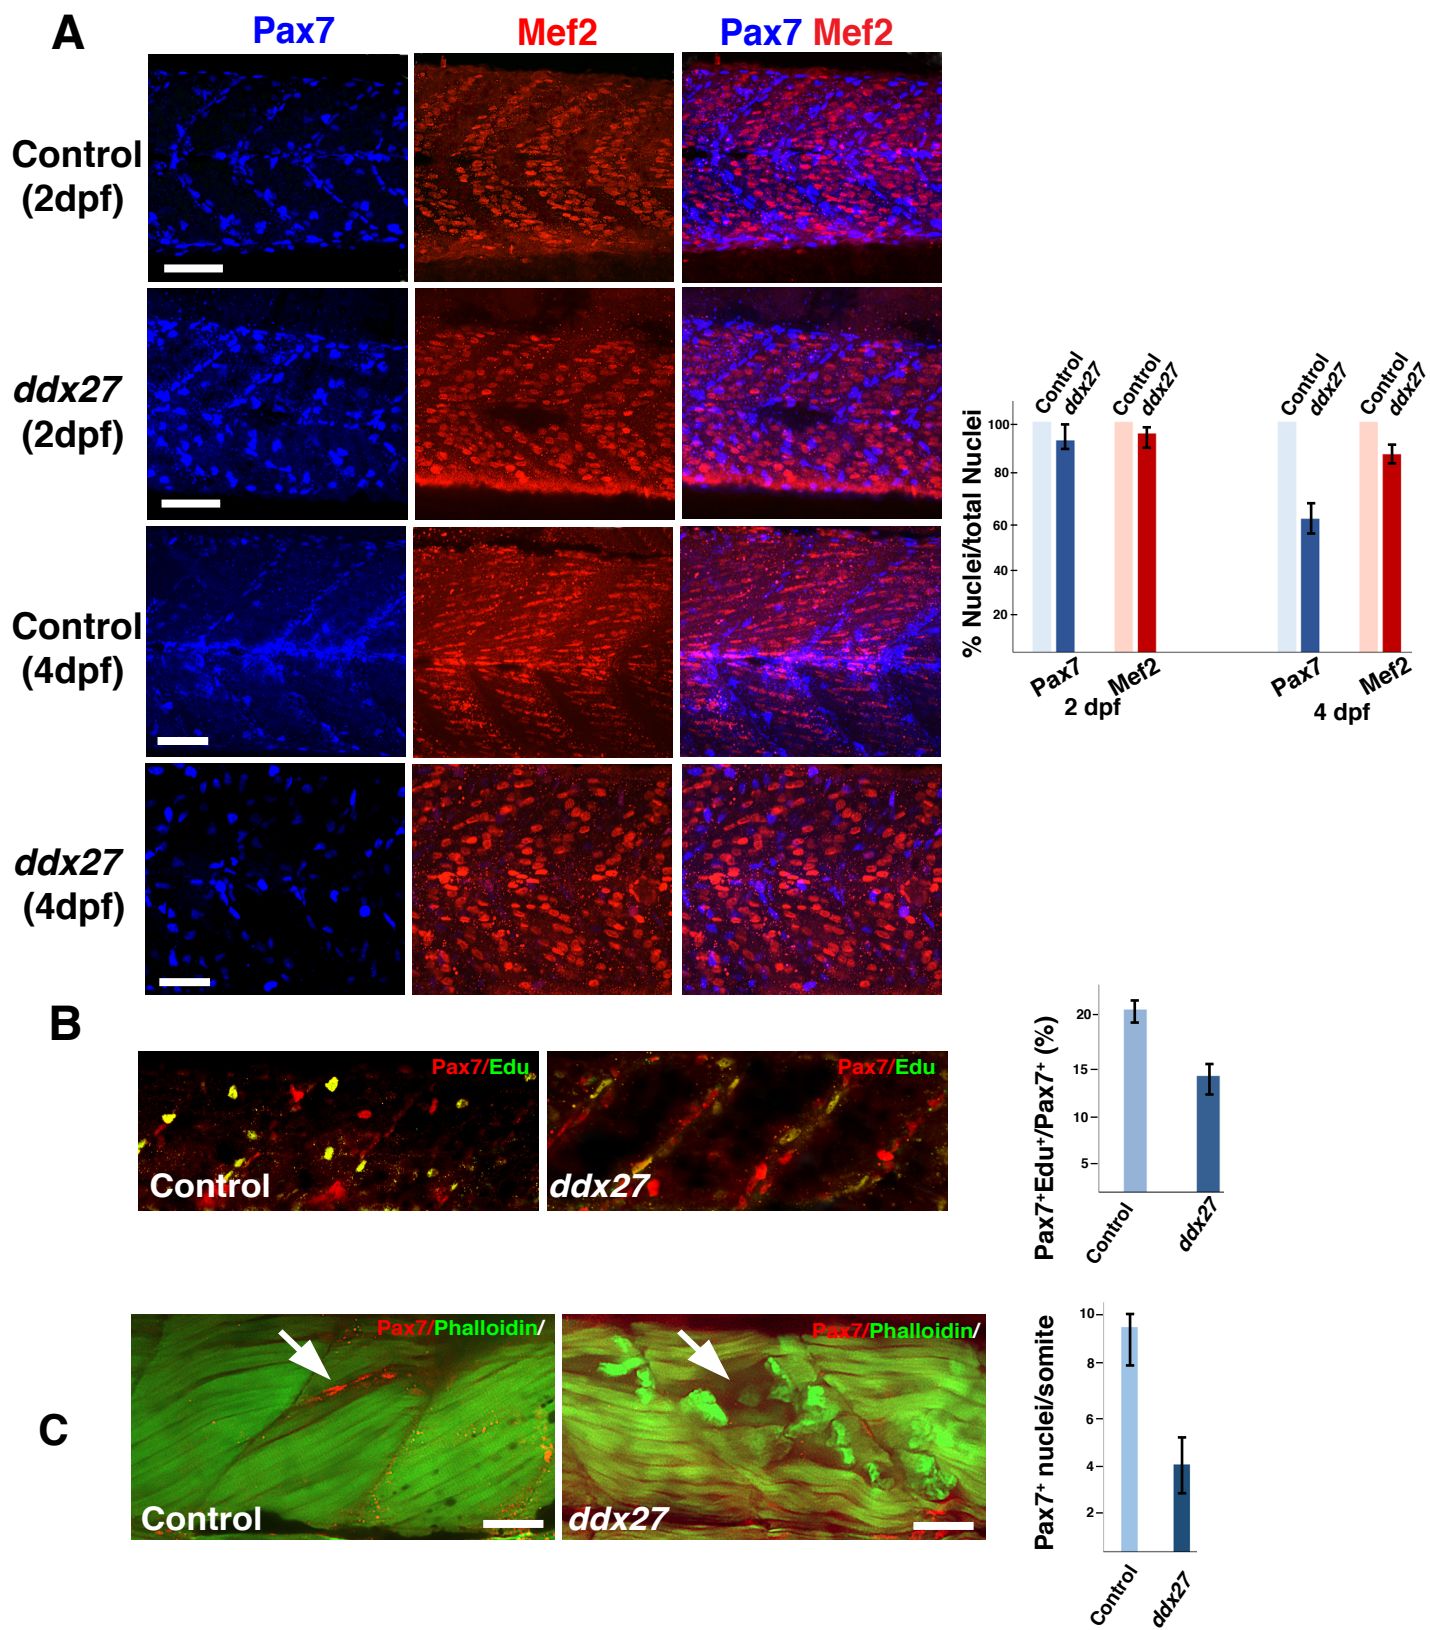 A
Pax7
Mef2
Pax7 Mef2
Control
(2dpf)
ddx27
(2dpf)
Control
(4dpf)
ddx27
(4dpf)
% Nuclei/total Nuclei
100
80
60
40
20
Control
ddx27
Control
ddx27
Control
ddx27
Control
ddx27
Pax7
Mef2
Pax7
Mef2
2 dpf
4 dpf
B
Pax7/Edu
Control
Pax7/Edu
ddx27
Pax7⁺Edu⁺/Pax7⁺ (%)
20
15
10
5
Control
ddx27
C
Pax7/Phalloidin/
Control
Pax7/Phalloidin/
ddx27
Pax7⁺ nuclei/somite
10
8
6
4
2
Control
ddx27